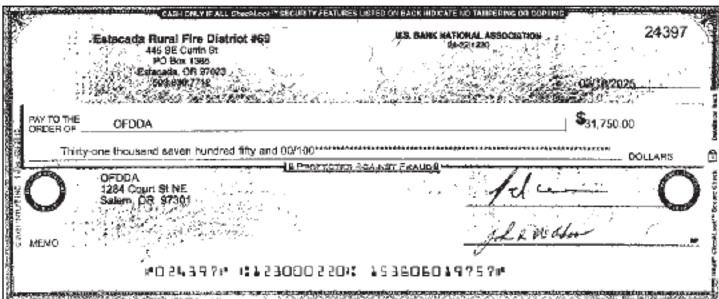 CASH ONLY IF ALL CheckLock™ SECURITY FEATURES LISTED ON BACK INDICATE NO TAMPERING OR COPYING
Estacada Rural Fire District #69
445 SE Currin St
PO Box 1385
Estacada, OR 97023
U.S. BANK NATIONAL ASSOCIATION
24397
PAY TO THE
ORDER OF
OFDDA
$31,750.00
Thirty-one thousand seven hundred fifty and 00/100
DOLLARS
OFDDA
1284 Court St NE
Salem, OR 97301
MEMO
⑈024397⑈ ⑆123000220⑆ 153606019757⑈